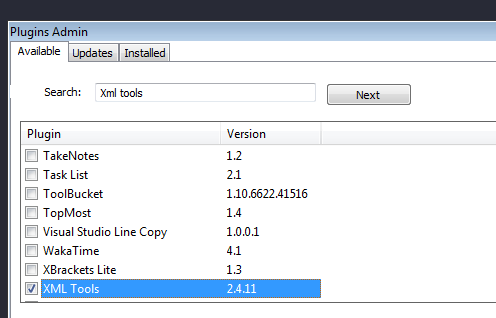 Plugins Admin
Available Updates Installed
Search: Xml tools Next
Plugin Version
TakeNotes 1.2
Task List 2.1
ToolBucket 1.10.6622.41516
TopMost 1.4
Visual Studio Line Copy 1.0.0.1
WakaTime 4.1
XBrackets Lite 1.3
XML Tools 2.4.11